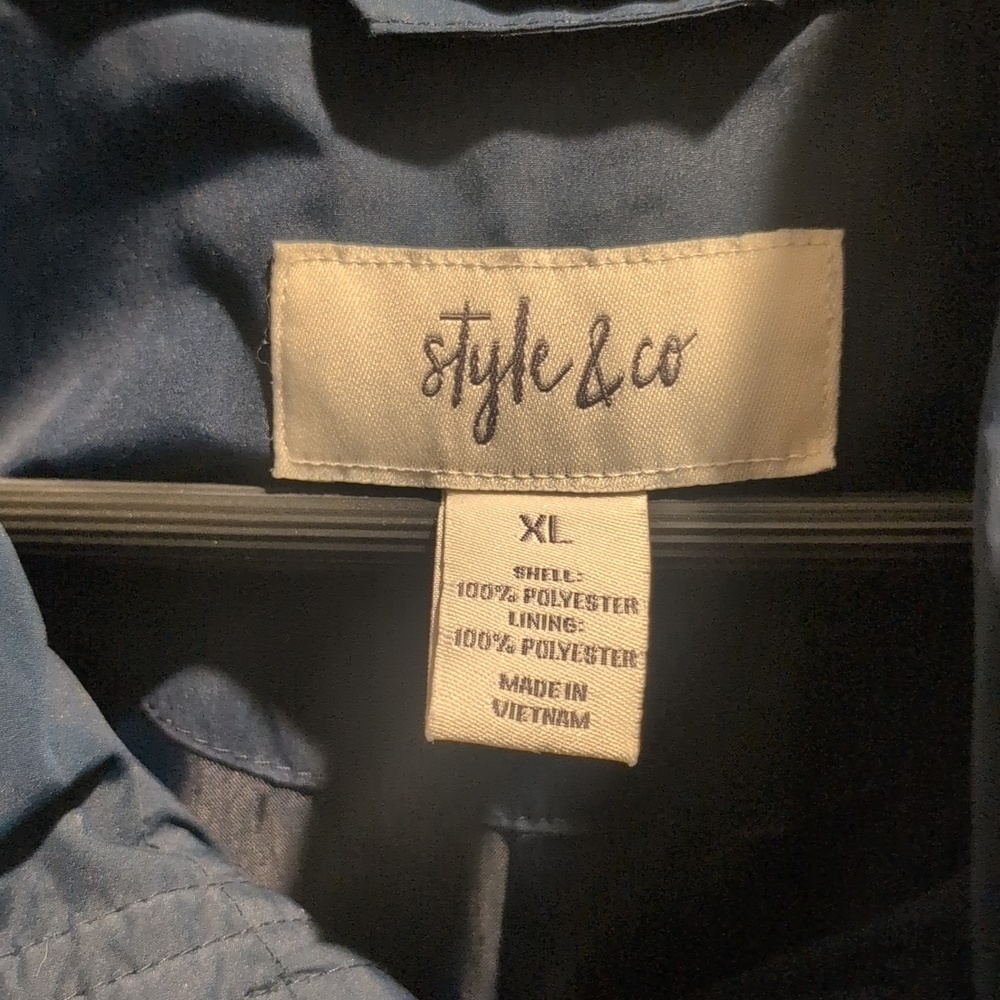 style & co
XL
SHELL:
100% POLYESTER
LINING:
100% POLYESTER
MADE IN
VIETNAM